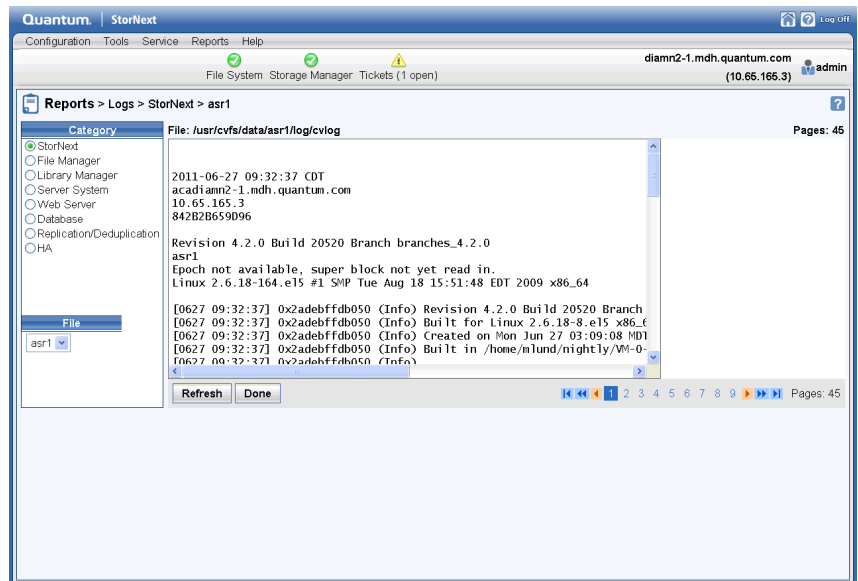 Quantum. | StorNext
Log Off
Configuration Tools Service Reports Help
File System Storage Manager Tickets (1 open)
diamn2-1.mdh.quantum.com
(10.65.165.3)
admin
Reports > Logs > StorNext > asr1
Category
StorNext
File Manager
Library Manager
Server System
Web Server
Database
Replication/Deduplication
HA
File
asr1
File: /usr/cvfs/data/asr1/log/cvlog
Pages: 45
2011-06-27 09:32:37 CDT
acadiamn2-1.mdh.quantum.com
10.65.165.3
842B2B659D96
Revision 4.2.0 Build 20520 Branch branches_4.2.0
asr1
Epoch not available, super block not yet read in.
Linux 2.6.18-164.el5 #1 SMP Tue Aug 18 15:51:48 EDT 2009 x86_64
[0627 09:32:37] 0x2adebffdb050 (Info) Revision 4.2.0 Build 20520 Branch
[0627 09:32:37] 0x2adebffdb050 (Info) Built for Linux 2.6.18-8.el5 x86_6
[0627 09:32:37] 0x2adebffdb050 (Info) Created on Mon Jun 27 03:09:08 MDT
[0627 09:32:37] 0x2adebffdb050 (Info) Built in /home/mlund/nightly/VM-0-
[0627 09:32:37] 0x2adebffdb050 (Info)
Refresh Done
1 2 3 4 5 6 7 8 9 Pages: 45